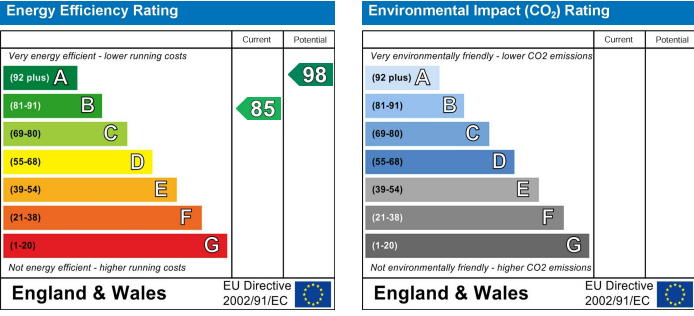 Energy Efficiency Rating
Current Potential
Very energy efficient - lower running costs
(92 plus) A
(81-91) B
(69-80) C
(55-68) D
(39-54) E
(21-38) F
(1-20) G
85
98
Not energy efficient - higher running costs
England & Wales
EU Directive
2002/91/EC
Environmental Impact (CO₂) Rating
Current Potential
Very environmentally friendly - lower CO2 emissions
(92 plus) A
(81-91) B
(69-80) C
(55-68) D
(39-54) E
(21-38) F
(1-20) G
Not environmentally friendly - higher CO2 emissions
England & Wales
EU Directive
2002/91/EC